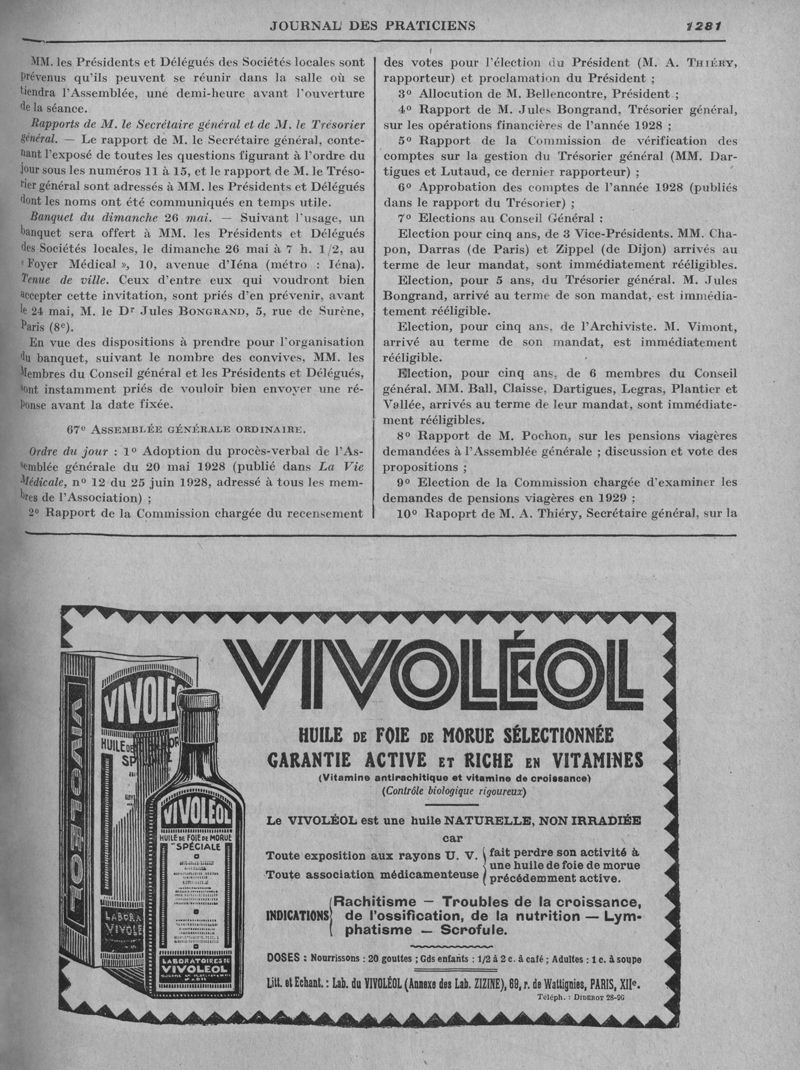 JOURNAL DES PRATICIENS
1281
MM. les Présidents et Délégués des Sociétés locales sont
prévenus qu'ils peuvent se réunir dans la salle où se
tiendra l'Assemblée, une demi-heure avant l'ouverture
de la séance.
Rapports de M. le Secrétaire général et de M. le Trésorier
général. — Le rapport de M. le Secrétaire général, conte-
nant l'exposé de toutes les questions figurant à l'ordre du
jour sous les numéros 11 à 15, et le rapport de M. le Tréso-
rier général sont adressés à MM. les Présidents et Délégués
dont les noms ont été communiqués en temps utile.
Banquet du dimanche 26 mai. — Suivant l'usage, un
banquet sera offert à MM. les Présidents et Délégués
des Sociétés locales, le dimanche 26 mai à 7 h. 1/2, au
« Foyer Médical », 10, avenue d'Iéna (métro : Iéna).
Tenue de ville. Ceux d'entre eux qui voudront bien
accepter cette invitation, sont priés d'en prévenir, avant
le 24 mai, M. le Dr Jules BONGRAND, 5, rue de Surène,
Paris (8e).
En vue des dispositions à prendre pour l'organisation
du banquet, suivant le nombre des convives, MM. les
Membres du Conseil général et les Présidents et Délégués,
sont instamment priés de vouloir bien envoyer une ré-
ponse avant la date fixée.
67e ASSEMBLÉE GÉNÉRALE ORDINAIRE.
Ordre du jour : 1º Adoption du procès-verbal de l'As-
semblée générale du 20 mai 1928 (publié dans La Vie
Médicale, nº 12 du 25 juin 1928, adressé à tous les mem-
bres de l'Association) ;
2º Rapport de la Commission chargée du recensement
des votes pour l'élection du Président (M. A. THIÉRY,
rapporteur) et proclamation du Président ;
3º Allocution de M. Bellencontre, Président ;
4º Rapport de M. Jules Bongrand, Trésorier général,
sur les opérations financières de l'année 1928 ;
5º Rapport de la Commission de vérification des
comptes sur la gestion du Trésorier général (MM. Dar-
tigues et Lutaud, ce dernier rapporteur) ;
6º Approbation des comptes de l'année 1928 (publiés
dans le rapport du Trésorier) ;
7º Elections au Conseil Général :
Election pour cinq ans, de 3 Vice-Présidents. MM. Cha-
pon, Darras (de Paris) et Zippel (de Dijon) arrivés au
terme de leur mandat, sont immédiatement rééligibles.
Election, pour 5 ans, du Trésorier général. M. Jules
Bongrand, arrivé au terme de son mandat, est immédia-
tement rééligible.
Election, pour cinq ans, de l'Archiviste. M. Vimont,
arrivé au terme de son mandat, est immédiatement
rééligible.
Election, pour cinq ans, de 6 membres du Conseil
général. MM. Ball, Claisse, Dartigues, Legras, Plantier et
Vallée, arrivés au terme de leur mandat, sont immédiate-
ment rééligibles.
8º Rapport de M. Pochon, sur les pensions viagères
demandées à l'Assemblée générale ; discussion et vote des
propositions ;
9º Election de la Commission chargée d'examiner les
demandes de pensions viagères en 1929 ;
10º Rapoprt de M. A. Thiéry, Secrétaire général, sur la
VIVOLÉOL
HUILE DE FOIE DE MORUE SÉLECTIONNÉE
GARANTIE ACTIVE ET RICHE EN VITAMINES
(Vitamine antirachitique et vitamine de croissance)
(Contrôle biologique rigoureux)
Le VIVOLÉOL est une huile NATURELLE, NON IRRADIÉE
car
Toute exposition aux rayons U. V.
Toute association médicamenteuse
fait perdre son activité à
une huile de foie de morue
précédemment active.
INDICATIONS
Rachitisme — Troubles de la croissance,
de l'ossification, de la nutrition — Lym-
phatisme — Scrofule.
DOSES : Nourrissons : 20 gouttes ; Gds enfants : 1/2 à 2 c. à café ; Adultes : 1 c. à soupe
Litt. et Echant. : Lab. du VIVOLÉOL (Annexe des Lab. ZIZINE), 68, r. de Wattignies, PARIS, XIIe.
Téléph. : DIDEROT 28-96
VIVOLÉOL
VIVOLÉ
HUILE DE
SP
LABORA
VIVOLE
VIVOLÉOL
HUILE DE FOIE DE MORUE
SPÉCIALE
LABORATOIRES DU
VIVOLEOL